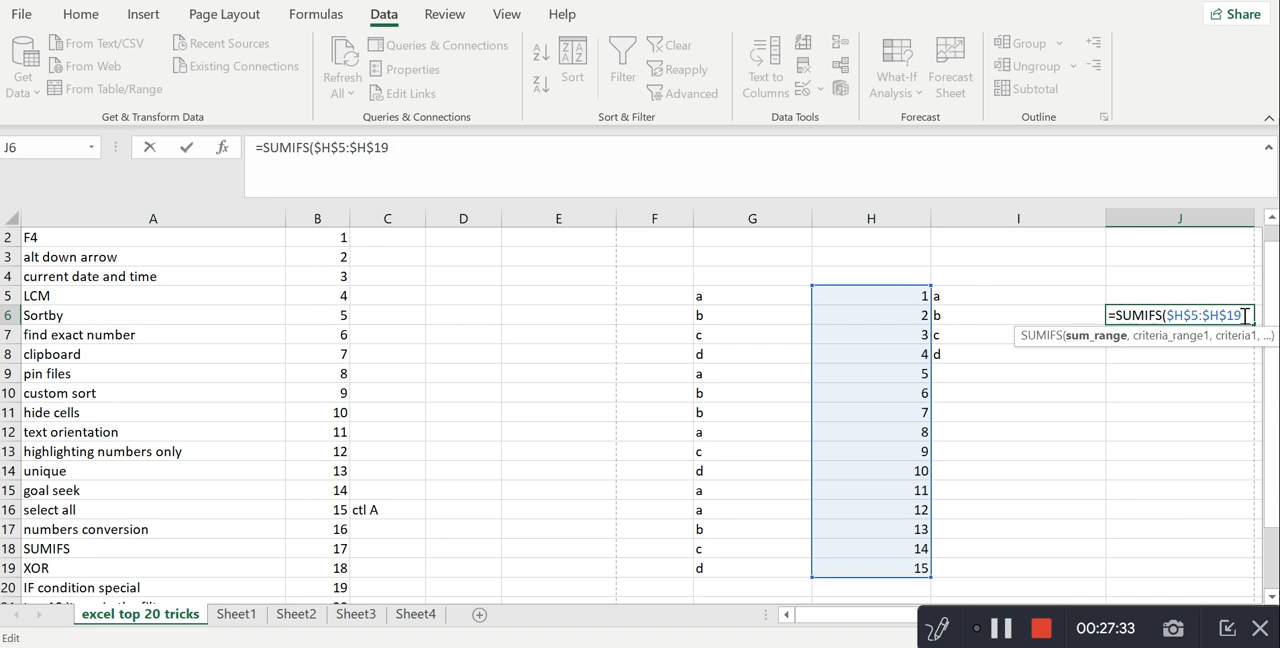 File Home Insert Page Layout Formulas Data Review View Help Share
Get Data
From Text/CSV
From Web
From Table/Range
Recent Sources
Existing Connections
Get & Transform Data
Refresh All
Queries & Connections
Properties
Edit Links
Queries & Connections
Sort
Filter
Clear
Reapply
Advanced
Sort & Filter
Text to Columns
Data Tools
What-If Analysis
Forecast Sheet
Forecast
Group
Ungroup
Subtotal
Outline
J6 fx =SUMIFS($H$5:$H$19
A B C D E F G H I J
2 F4 1
3 alt down arrow 2
4 current date and time 3
5 LCM 4 a 1 a
6 Sortby 5 b 2 b =SUMIFS($H$5:$H$19
7 find exact number 6 c 3 c SUMIFS(sum_range, criteria_range1, criteria1, ...)
8 clipboard 7 d 4 d
9 pin files 8 a 5
10 custom sort 9 b 6
11 hide cells 10 b 7
12 text orientation 11 a 8
13 highlighting numbers only 12 c 9
14 unique 13 d 10
15 goal seek 14 a 11
16 select all 15 ctl A a 12
17 numbers conversion 16 b 13
18 SUMIFS 17 c 14
19 XOR 18 d 15
20 IF condition special 19
excel top 20 tricks Sheet1 Sheet2 Sheet3 Sheet4
00:27:33
Edit